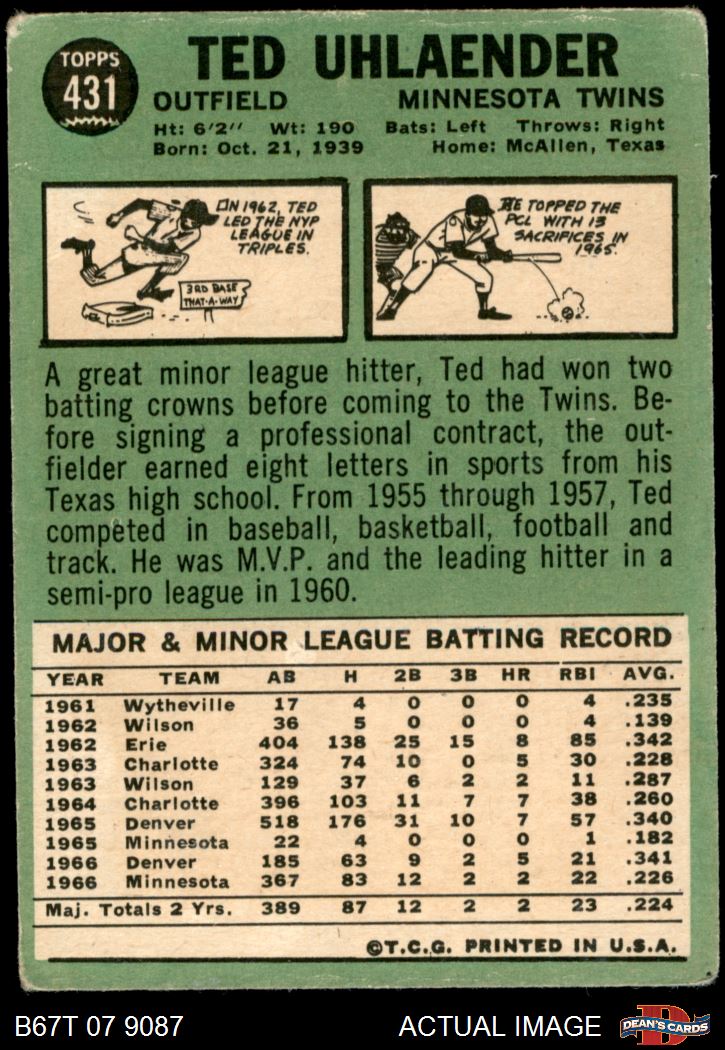 TOPPS
431
TED UHLAENDER
OUTFIELD MINNESOTA TWINS
Ht: 6'2" Wt: 190 Bats: Left Throws: Right
Born: Oct. 21, 1939 Home: McAllen, Texas
ON 1962, TED
LED THE NYP
LEAGUE IN
TRIPLES.
3RD BASE
THAT-A-WAY
HE TOPPED THE
PCL WITH 13
SACRIFICES IN
1965.
A great minor league hitter, Ted had won two
batting crowns before coming to the Twins. Be-
fore signing a professional contract, the out-
fielder earned eight letters in sports from his
Texas high school. From 1955 through 1957, Ted
competed in baseball, basketball, football and
track. He was M.V.P. and the leading hitter in a
semi-pro league in 1960.
MAJOR & MINOR LEAGUE BATTING RECORD
YEAR TEAM AB H 2B 3B HR RBI AVG.
1961 Wytheville 17 4 0 0 0 4 .235
1962 Wilson 36 5 0 0 0 4 .139
1962 Erie 404 138 25 15 8 85 .342
1963 Charlotte 324 74 10 0 5 30 .228
1963 Wilson 129 37 6 2 2 11 .287
1964 Charlotte 396 103 11 7 7 38 .260
1965 Denver 518 176 31 10 7 57 .340
1965 Minnesota 22 4 0 0 0 1 .182
1966 Denver 185 63 9 2 5 21 .341
1966 Minnesota 367 83 12 2 2 22 .226
Maj. Totals 2 Yrs. 389 87 12 2 2 23 .224
©T.C.G. PRINTED IN U.S.A.
B67T 07 9087 ACTUAL IMAGE
D
DEAN'S CARDS